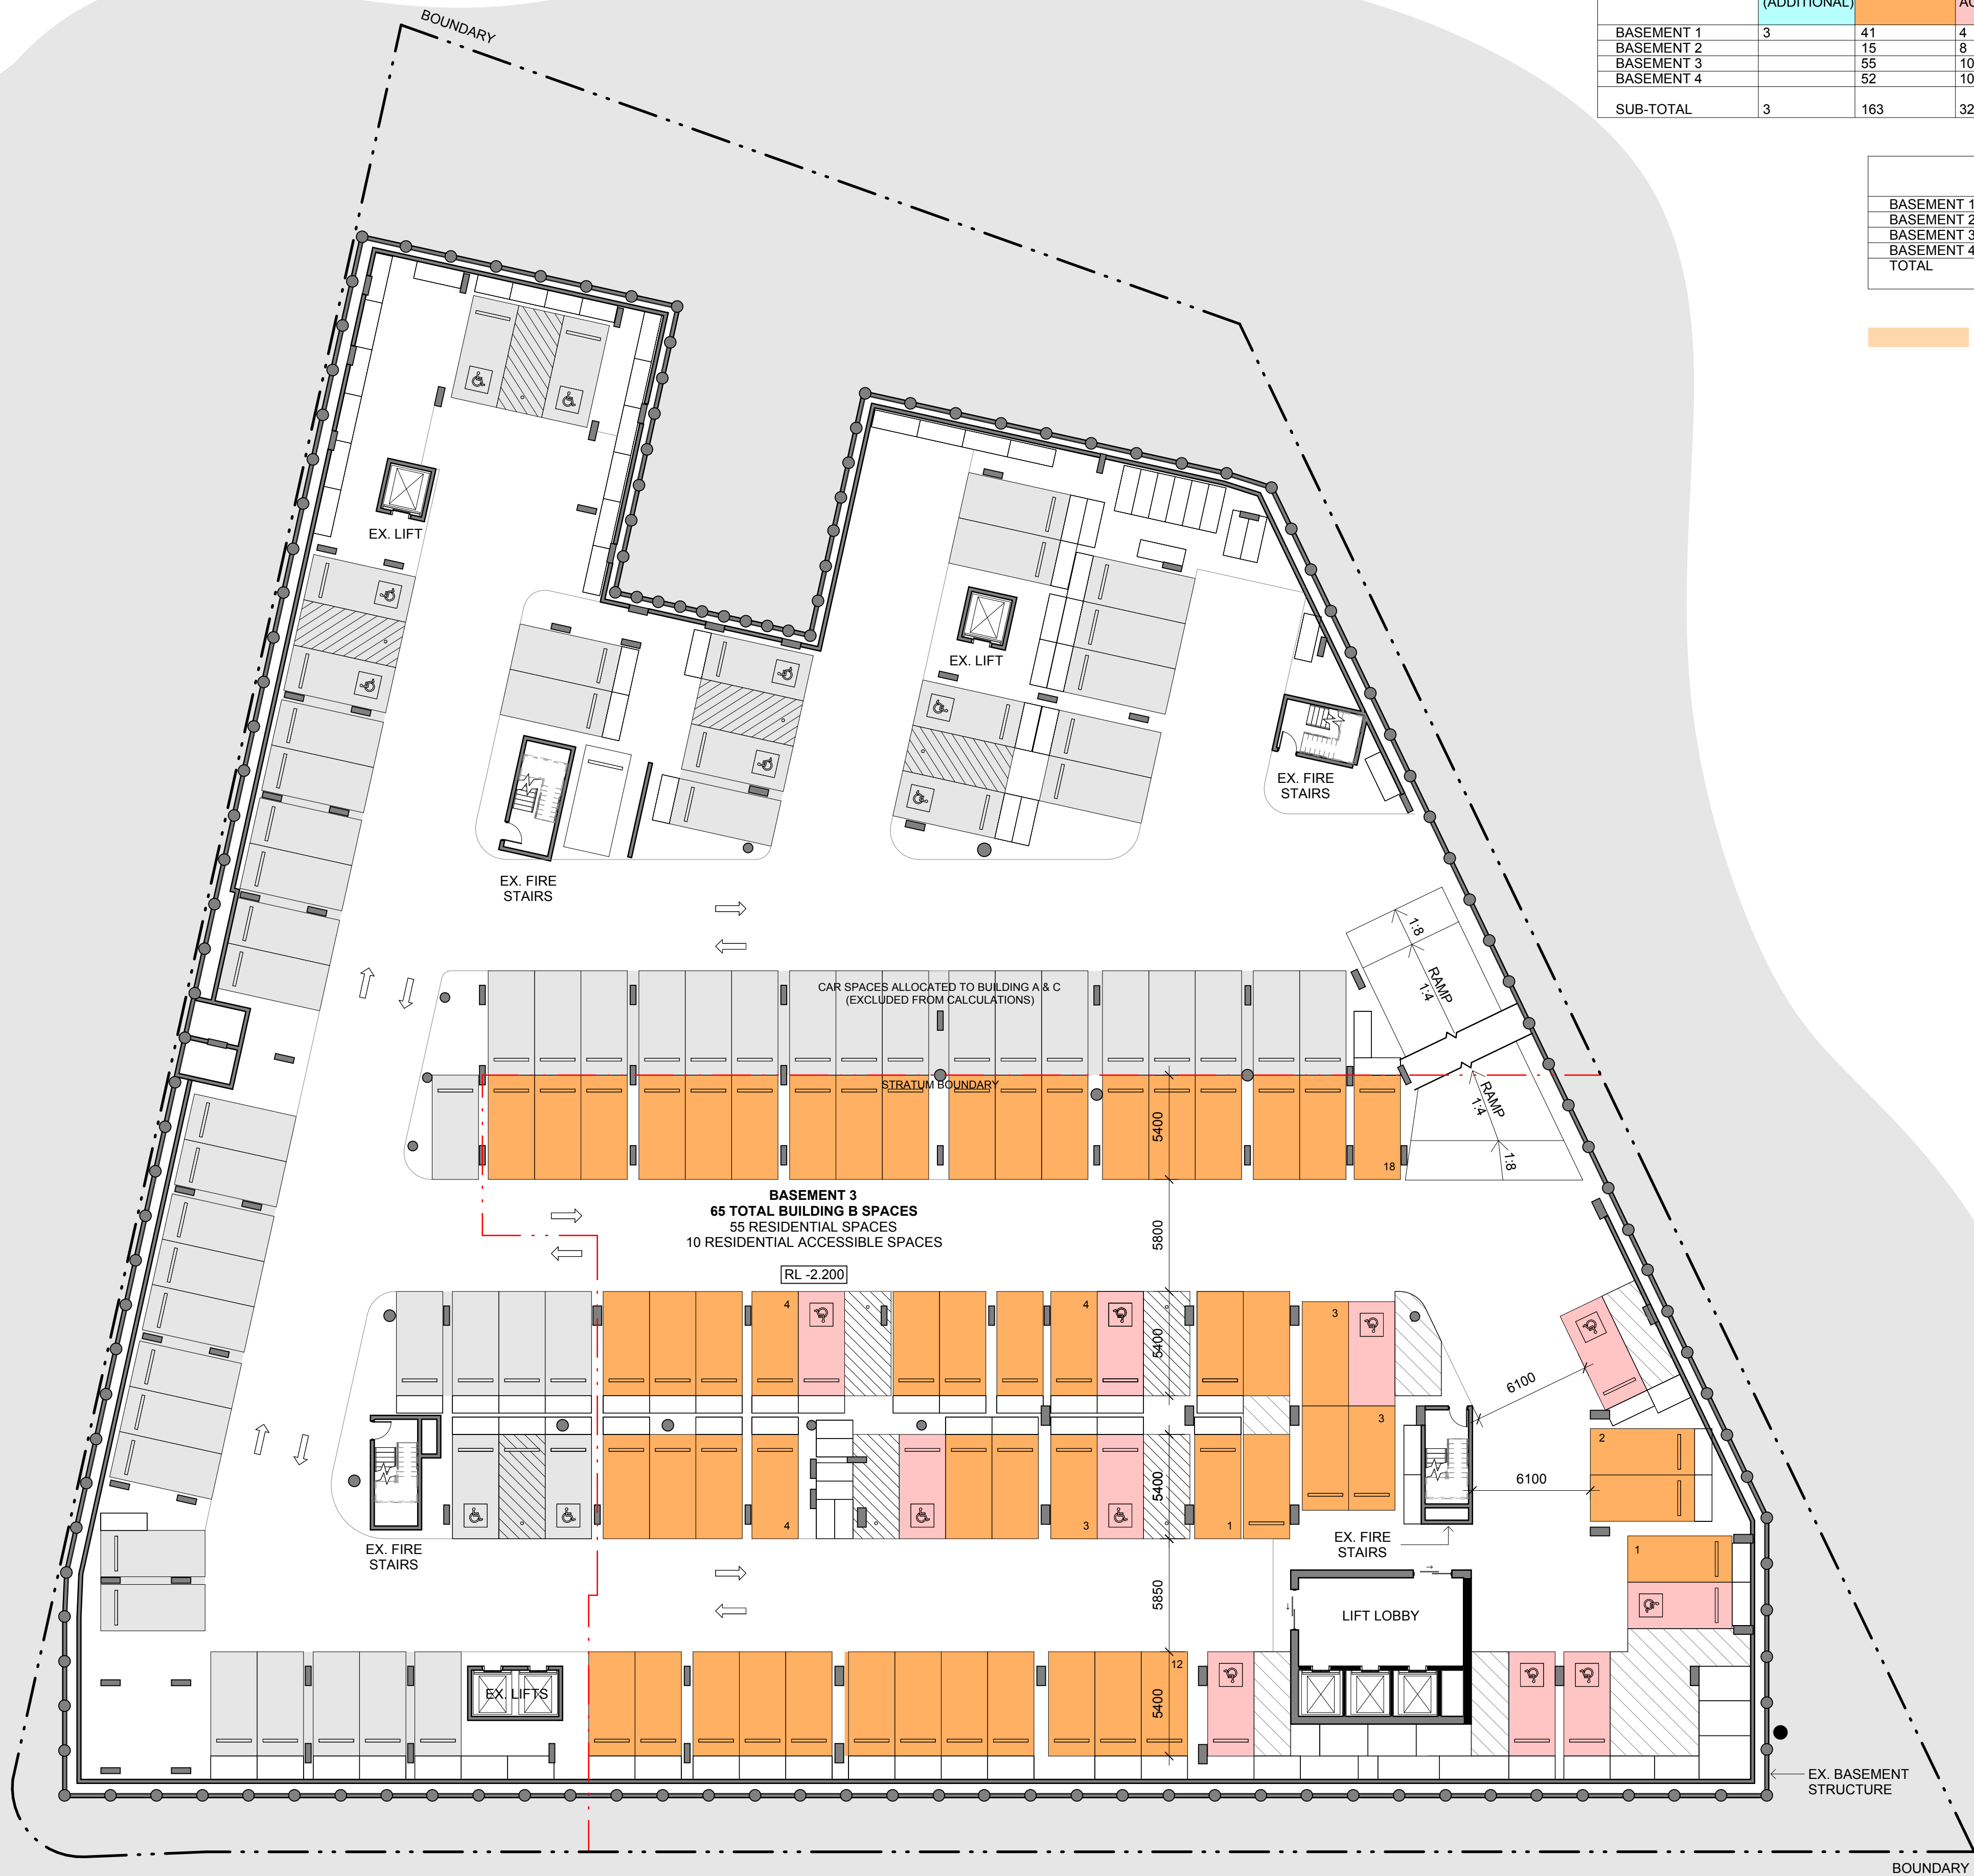 BOUNDARY
(ADDITIONAL)
BASEMENT 1 3 41 4
BASEMENT 2 15 8
BASEMENT 3 55 10
BASEMENT 4 52 10
SUB-TOTAL 3 163 32
BASEMENT 1
BASEMENT 2
BASEMENT 3
BASEMENT 4
TOTAL
EX. LIFT
EX. LIFT
EX. FIRE
STAIRS
EX. FIRE
STAIRS
1:8
RAMP
1:4
CAR SPACES ALLOCATED TO BUILDING A & C
(EXCLUDED FROM CALCULATIONS)
STRATUM BOUNDARY
RAMP
1:4
1:8
5400
18
BASEMENT 3
65 TOTAL BUILDING B SPACES
55 RESIDENTIAL SPACES
10 RESIDENTIAL ACCESSIBLE SPACES
5800
RL -2.200
4
4
3
5400
6100
3
2
5400
6100
4
3
1
EX. FIRE
STAIRS
EX. FIRE
STAIRS
1
5850
LIFT LOBBY
12
EX. LIFTS
5400
EX. BASEMENT
STRUCTURE
BOUNDARY